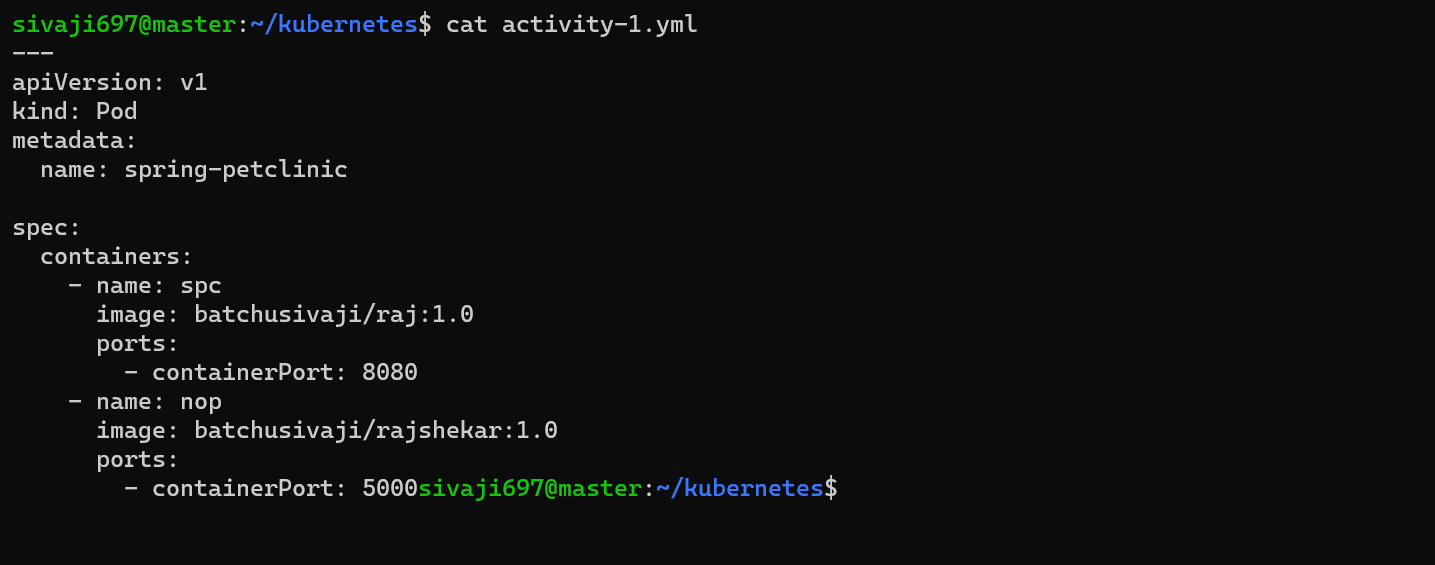 sivaji697@master:~/kubernetes$ cat activity-1.yml
---
apiVersion: v1
kind: Pod
metadata:
  name: spring-petclinic

spec:
  containers:
    - name: spc
      image: batchusivaji/raj:1.0
      ports:
        - containerPort: 8080
    - name: nop
      image: batchusivaji/rajshekar:1.0
      ports:
        - containerPort: 5000sivaji697@master:~/kubernetes$